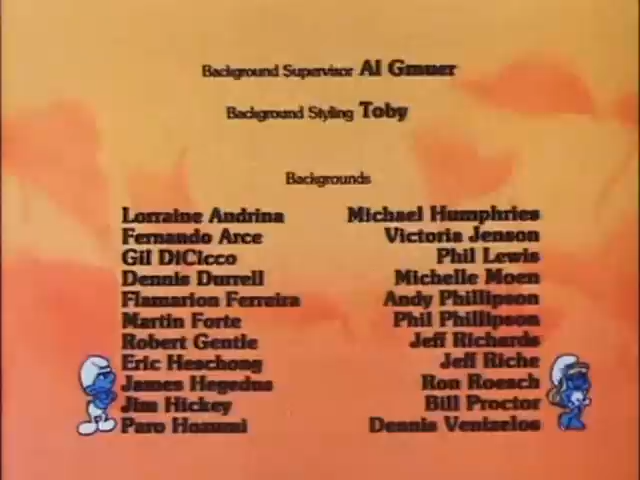 Background Supervisor Al Gmuer
Background Styling Toby
Backgrounds
Lorraine Andrina Michael Humphries
Fernando Arce Victoria Jenson
Gil DiCicco Phil Lewis
Dennis Durrell Michelle Moen
Flamarion Ferreira Andy Phillipson
Martin Forte Phil Phillipson
Robert Gentle Jeff Richards
Eric Heschong Jeff Riche
James Hegedus Ron Roesch
Jim Hickey Bill Proctor
Paro Hozumi Dennis Venizelos